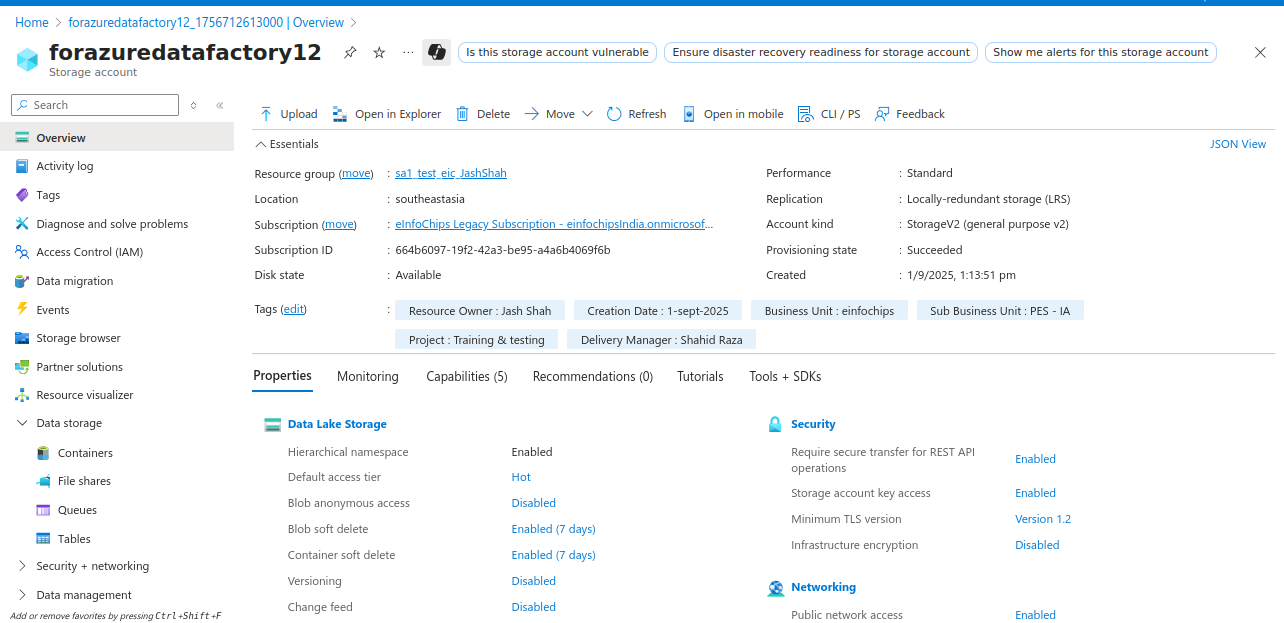 Home > forazuredatafactory12_1756712613000 | Overview >
forazuredatafactory12
Storage account
Is this storage account vulnerable
Ensure disaster recovery readiness for storage account
Show me alerts for this storage account
Search
Overview
Activity log
Tags
Diagnose and solve problems
Access Control (IAM)
Data migration
Events
Storage browser
Partner solutions
Resource visualizer
Data storage
Containers
File shares
Queues
Tables
Security + networking
Data management
Add or remove favorites by pressing Ctrl+Shift+F
Upload Open in Explorer Delete Move Refresh Open in mobile CLI / PS Feedback
Essentials
JSON View
Resource group (move) : sa1_test_eic_JashShah
Location : southeastasia
Subscription (move) : eInfoChips Legacy Subscription - einfochipsIndia.onmicrosof...
Subscription ID : 664b6097-19f2-42a3-be95-a4a6b4069f6b
Disk state : Available
Performance : Standard
Replication : Locally-redundant storage (LRS)
Account kind : StorageV2 (general purpose v2)
Provisioning state : Succeeded
Created : 1/9/2025, 1:13:51 pm
Tags (edit) : Resource Owner : Jash Shah Creation Date : 1-sept-2025 Business Unit : einfochips Sub Business Unit : PES - IA
Project : Training & testing Delivery Manager : Shahid Raza
Properties Monitoring Capabilities (5) Recommendations (0) Tutorials Tools + SDKs
Data Lake Storage
Hierarchical namespace Enabled
Default access tier Hot
Blob anonymous access Disabled
Blob soft delete Enabled (7 days)
Container soft delete Enabled (7 days)
Versioning Disabled
Change feed Disabled
Security
Require secure transfer for REST API
operations Enabled
Storage account key access Enabled
Minimum TLS version Version 1.2
Infrastructure encryption Disabled
Networking
Public network access Enabled